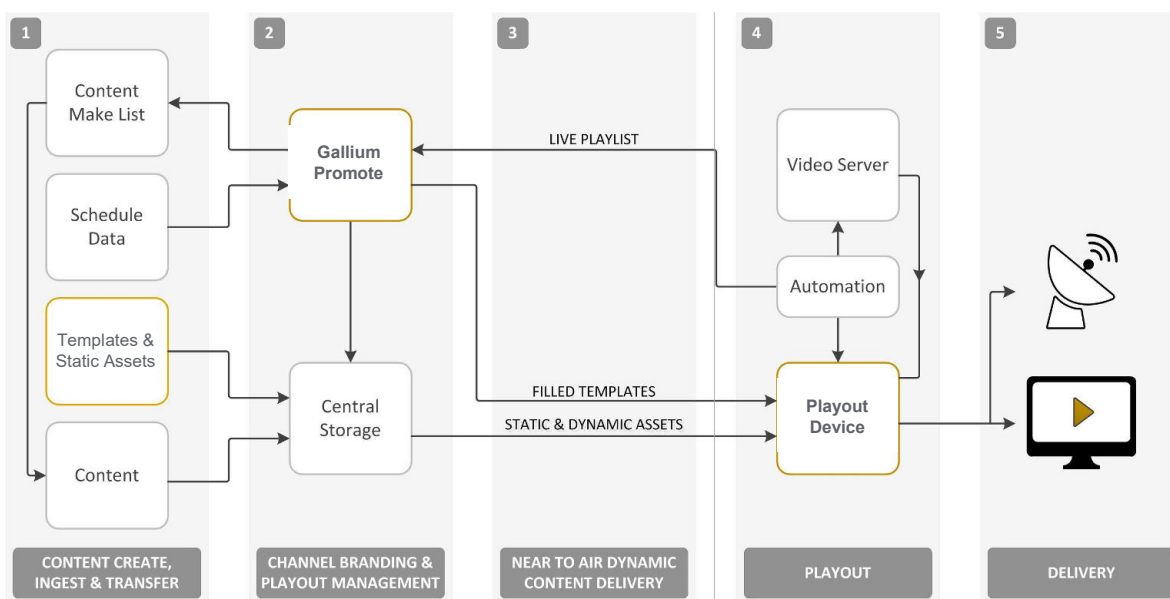 1
2
3
4
5
Content
Make List
Schedule
Data
Templates &
Static Assets
Content
Gallium
Promote
Central
Storage
LIVE PLAYLIST
FILLED TEMPLATES
STATIC & DYNAMIC ASSETS
Video Server
Automation
Playout
Device
CONTENT CREATE,
INGEST & TRANSFER
CHANNEL BRANDING &
PLAYOUT MANAGEMENT
NEAR TO AIR DYNAMIC
CONTENT DELIVERY
PLAYOUT
DELIVERY